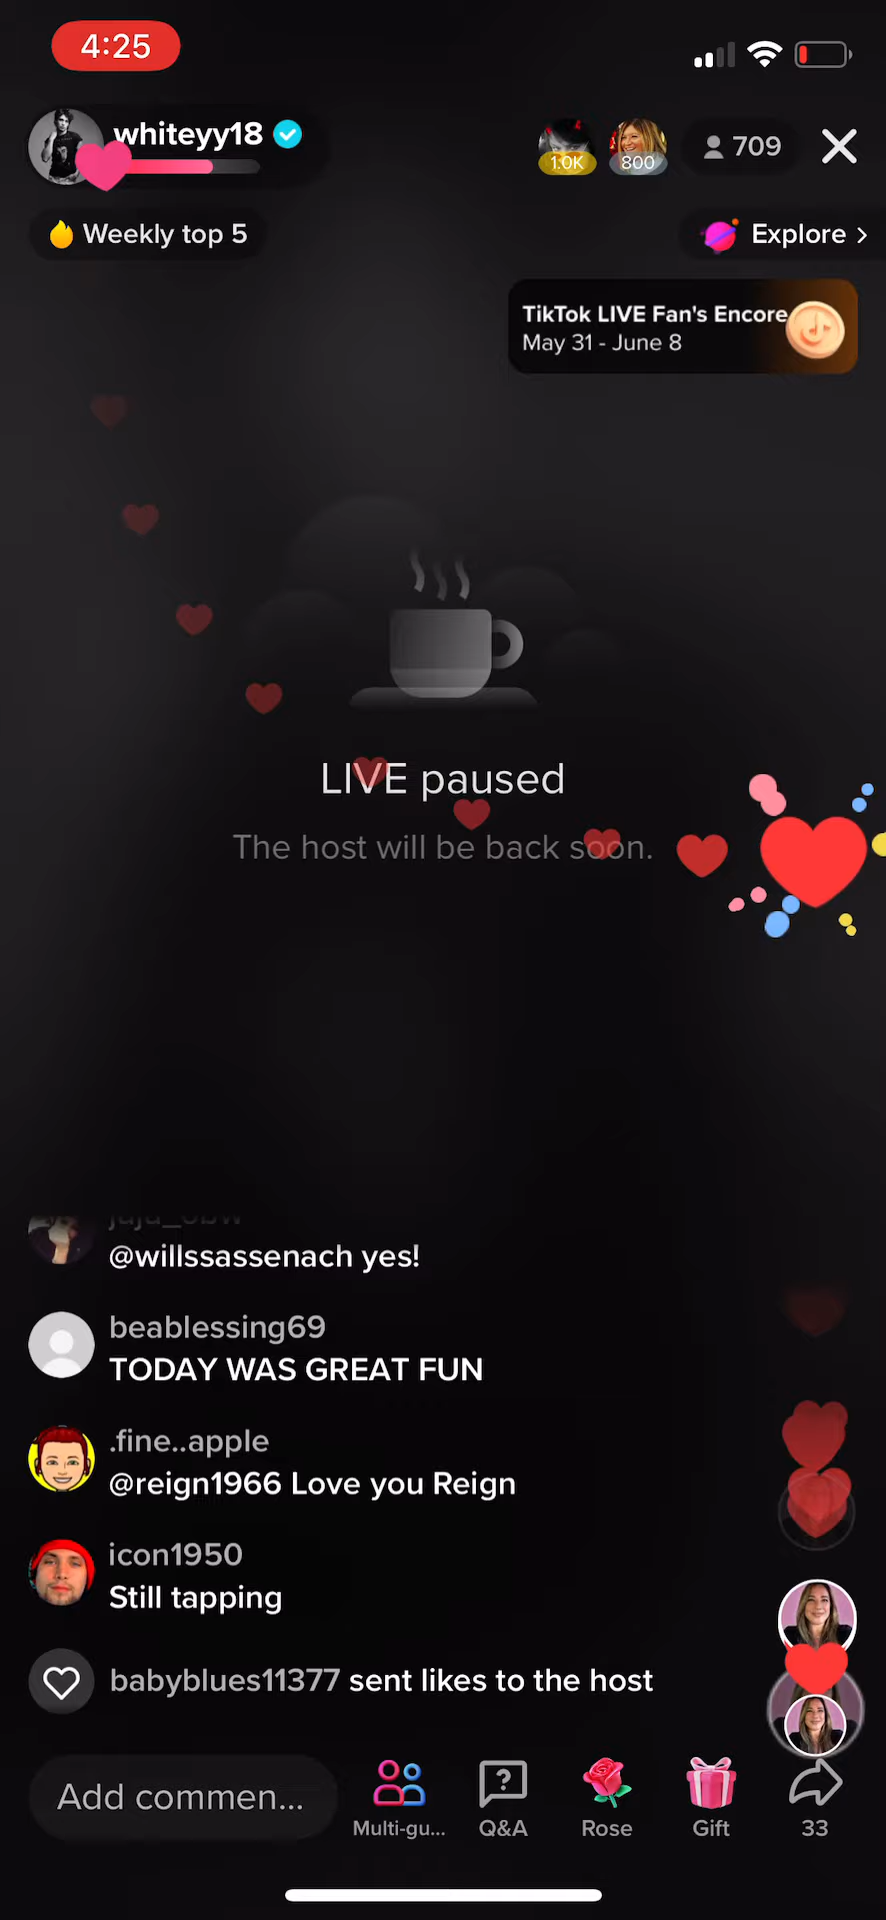 4:25
whiteyy18
1.0K
800
709
Weekly top 5
Explore >
TikTok LIVE Fan's Encore
May 31 - June 8
LIVE paused
The host will be back soon.
@willssassenach yes!
beablessing69
TODAY WAS GREAT FUN
.fine..apple
@reign1966 Love you Reign
icon1950
Still tapping
babyblues11377 sent likes to the host
Add commen...
Multi-gu...
Q&A
Rose
Gift
33